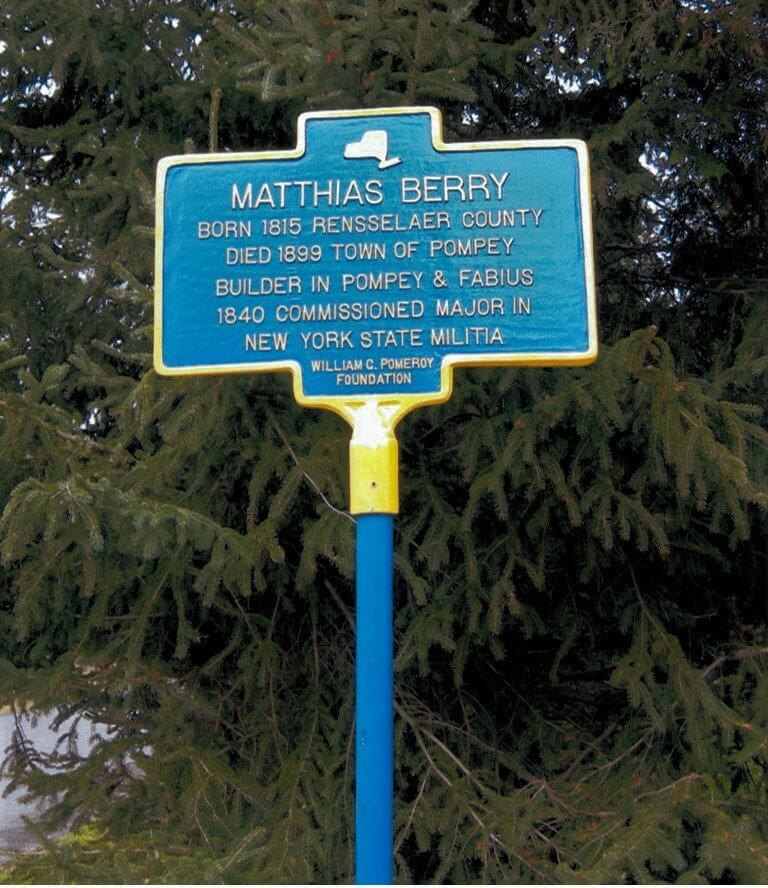 MATTHIAS BERRY
BORN 1815 RENSSELAER COUNTY
DIED 1899 TOWN OF POMPEY
BUILDER IN POMPEY & FABIUS
1840 COMMISSIONED MAJOR IN
NEW YORK STATE MILITIA
WILLIAM G. POMEROY
FOUNDATION